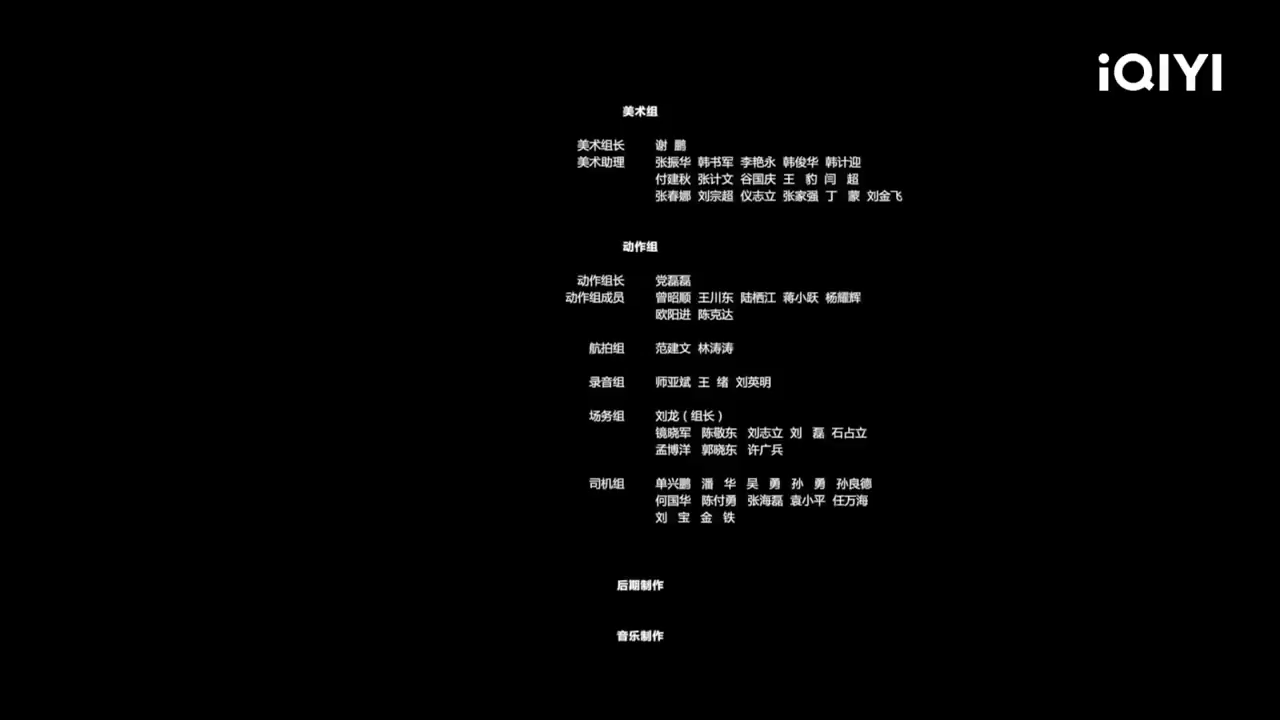 iQIYI
美术组
美术组长 谢 鹏
美术助理 张振华 韩书军 李艳永 韩俊华 韩计迎
付建秋 张计文 谷国庆 王 豹 闫 超
张春娜 刘宗超 仪志立 张家强 丁 蒙 刘金飞
动作组
动作组长 党磊磊
动作组成员 曾昭顺 王川东 陆栖江 蒋小跃 杨耀辉
欧阳进 陈克达
航拍组 范建文 林涛涛
录音组 师亚斌 王 绪 刘英明
场务组 刘龙（组长）
镜晓军 陈敬东 刘志立 刘 磊 石占立
孟博洋 郭晓东 许广兵
司机组 单兴鹏 潘 华 吴 勇 孙 勇 孙良德
何国华 陈付勇 张海磊 袁小平 任万海
刘 宝 金 铁
后期制作
音乐制作